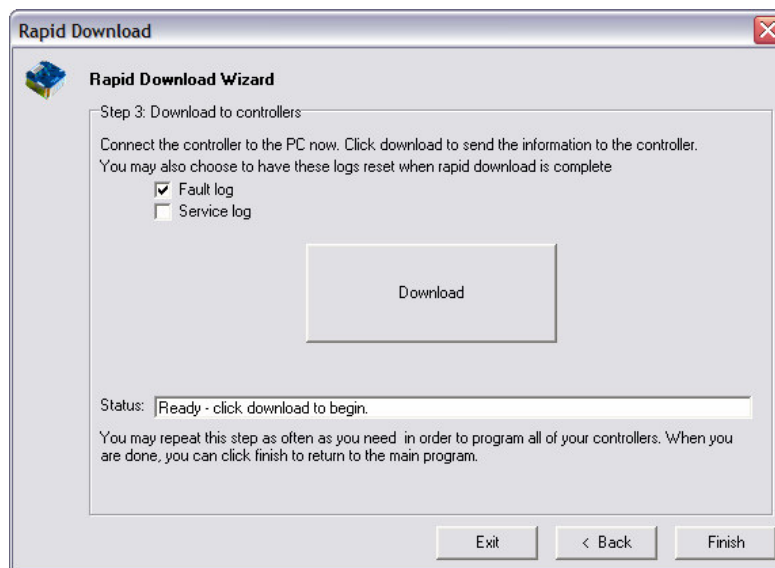 Rapid Download
Rapid Download Wizard
Step 3: Download to controllers
Connect the controller to the PC now. Click download to send the information to the controller.
You may also choose to have these logs reset when rapid download is complete
Fault log
Service log
Download
Status: Ready - click download to begin.
You may repeat this step as often as you need in order to program all of your controllers. When you
are done, you can click finish to return to the main program.
Exit < Back Finish